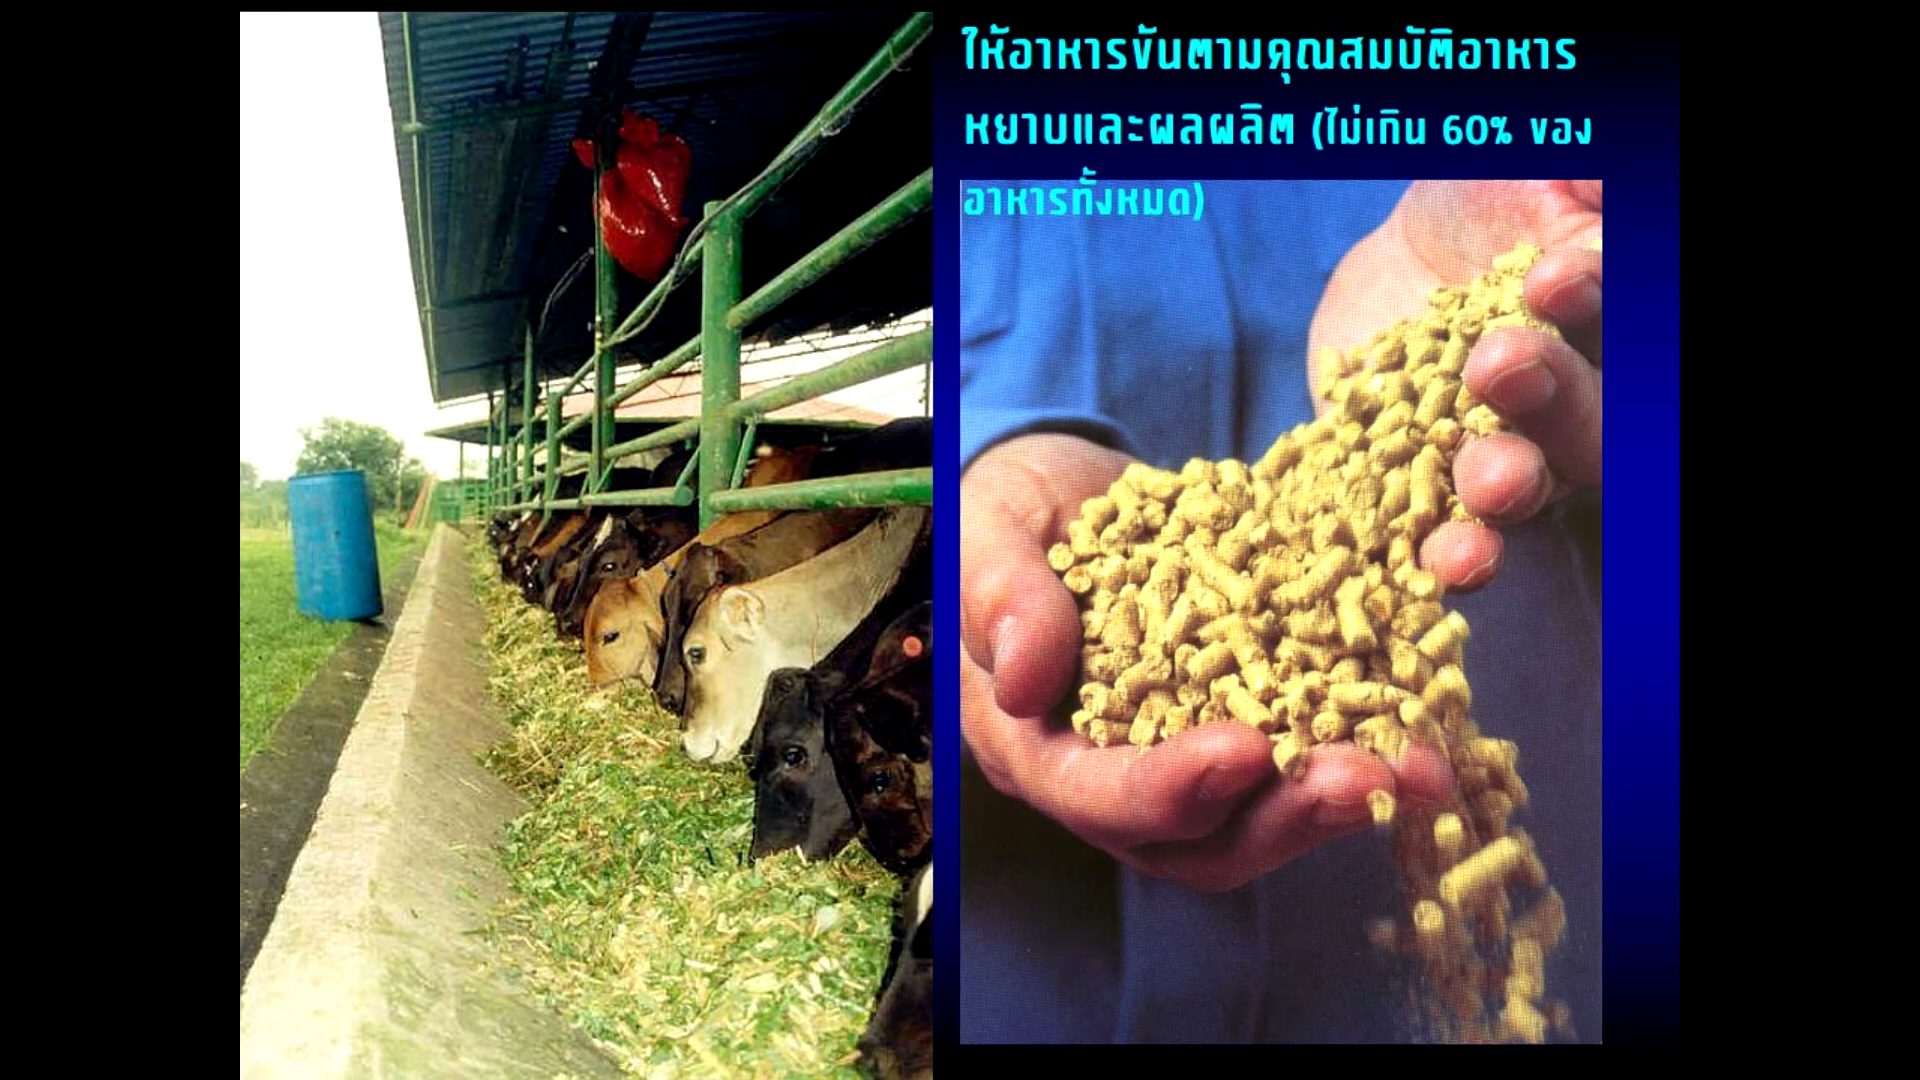 ให้อาหารข้นตามคุณสมบัติอาหาร
หยาบและผลผลิต (ไม่เกิน 60% ของ
อาหารทั้งหมด)